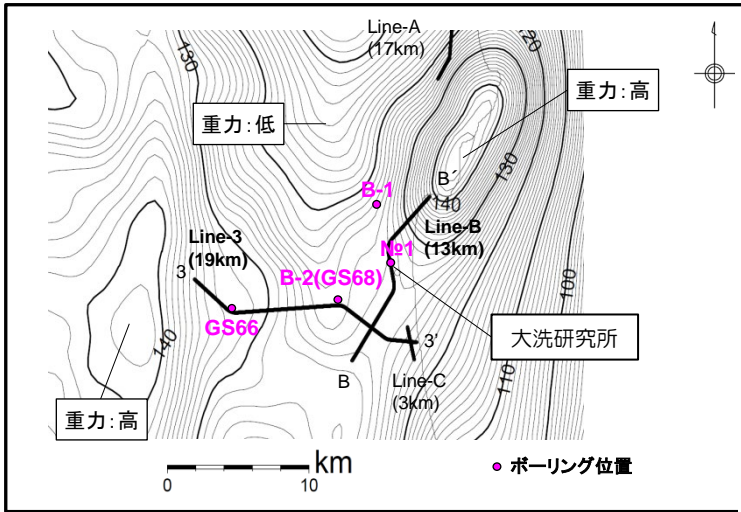 Line-A
(17km)
130
120
重力：高
重力：低
B-1
B´
130
140
Line-B
(13km)
Line-3
(19km)
№1
3
B-2(GS68)
100
GS66
大洗研究所
140
3'
B
Line-C
(3km)
110
重力：高
km
0
10
ボーリング位置